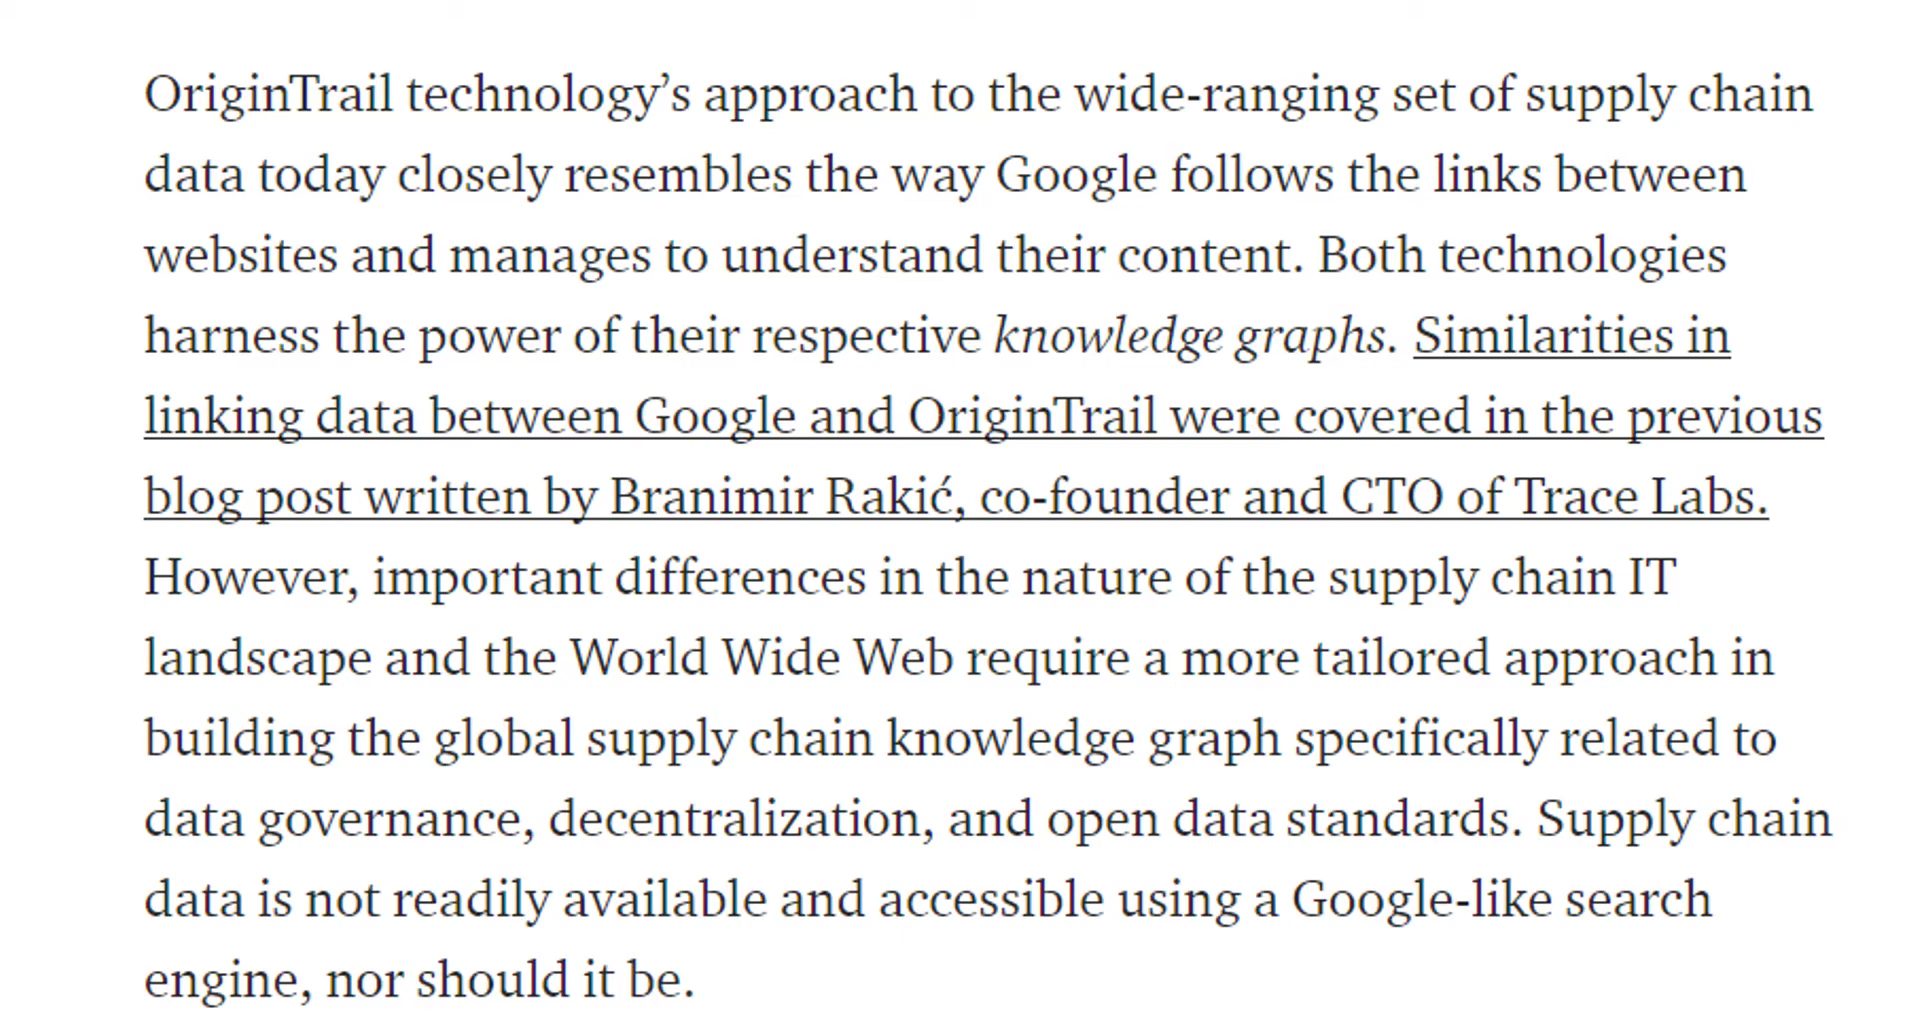 OriginTrail technology’s approach to the wide-ranging set of supply chain
data today closely resembles the way Google follows the links between
websites and manages to understand their content. Both technologies
harness the power of their respective knowledge graphs. Similarities in
linking data between Google and OriginTrail were covered in the previous
blog post written by Branimir Rakić, co-founder and CTO of Trace Labs.
However, important differences in the nature of the supply chain IT
landscape and the World Wide Web require a more tailored approach in
building the global supply chain knowledge graph specifically related to
data governance, decentralization, and open data standards. Supply chain
data is not readily available and accessible using a Google-like search
engine, nor should it be.